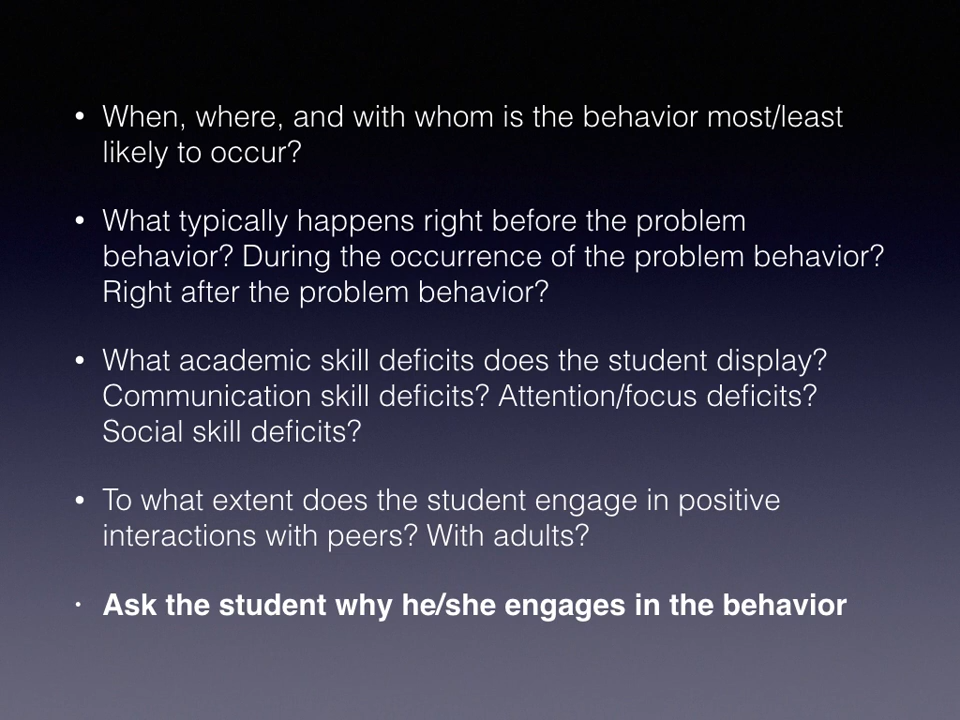 • When, where, and with whom is the behavior most/least
likely to occur?
• What typically happens right before the problem
behavior? During the occurrence of the problem behavior?
Right after the problem behavior?
• What academic skill deficits does the student display?
Communication skill deficits? Attention/focus deficits?
Social skill deficits?
• To what extent does the student engage in positive
interactions with peers? With adults?
• Ask the student why he/she engages in the behavior